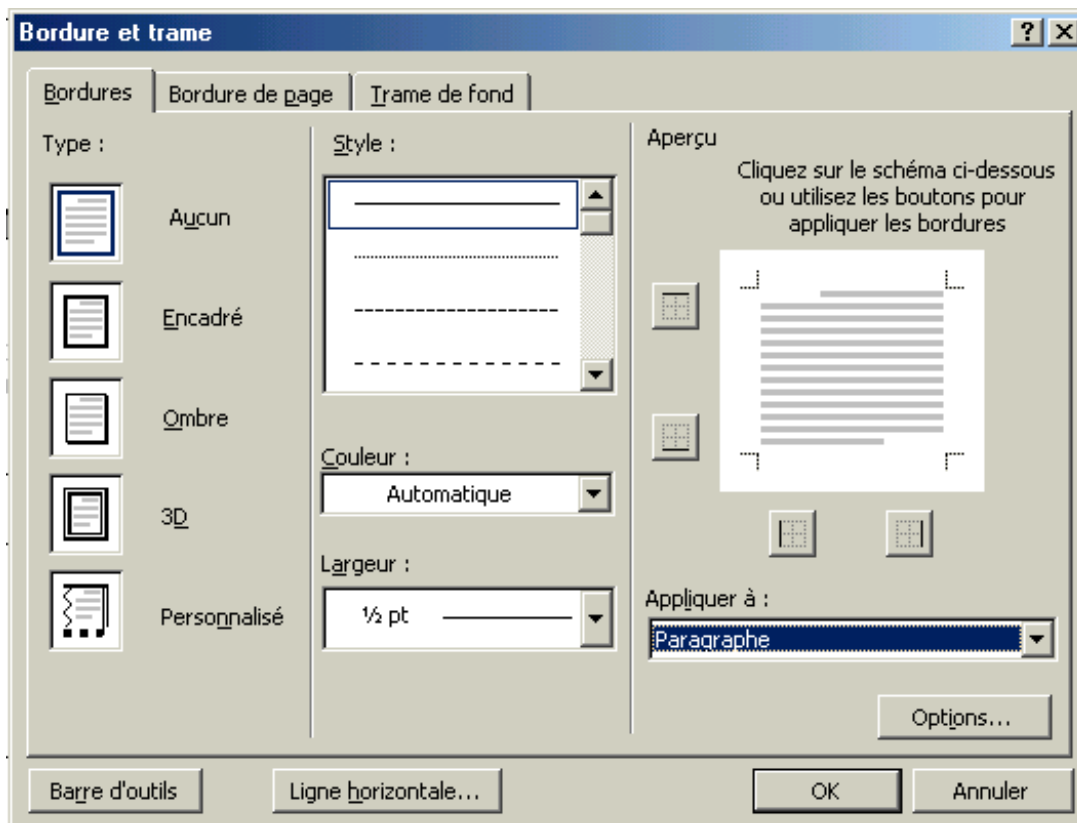 Bordure et trame
Bordures
Bordure de page
Trame de fond
Type :
Aucun
Encadré
Ombre
3D
Personnalisé
Style :
Couleur :
Automatique
Largeur :
½ pt
Aperçu
Cliquez sur le schéma ci-dessous
ou utilisez les boutons pour
appliquer les bordures
Appliquer à :
Paragraphe
Options...
Barre d'outils
Ligne horizontale...
OK
Annuler